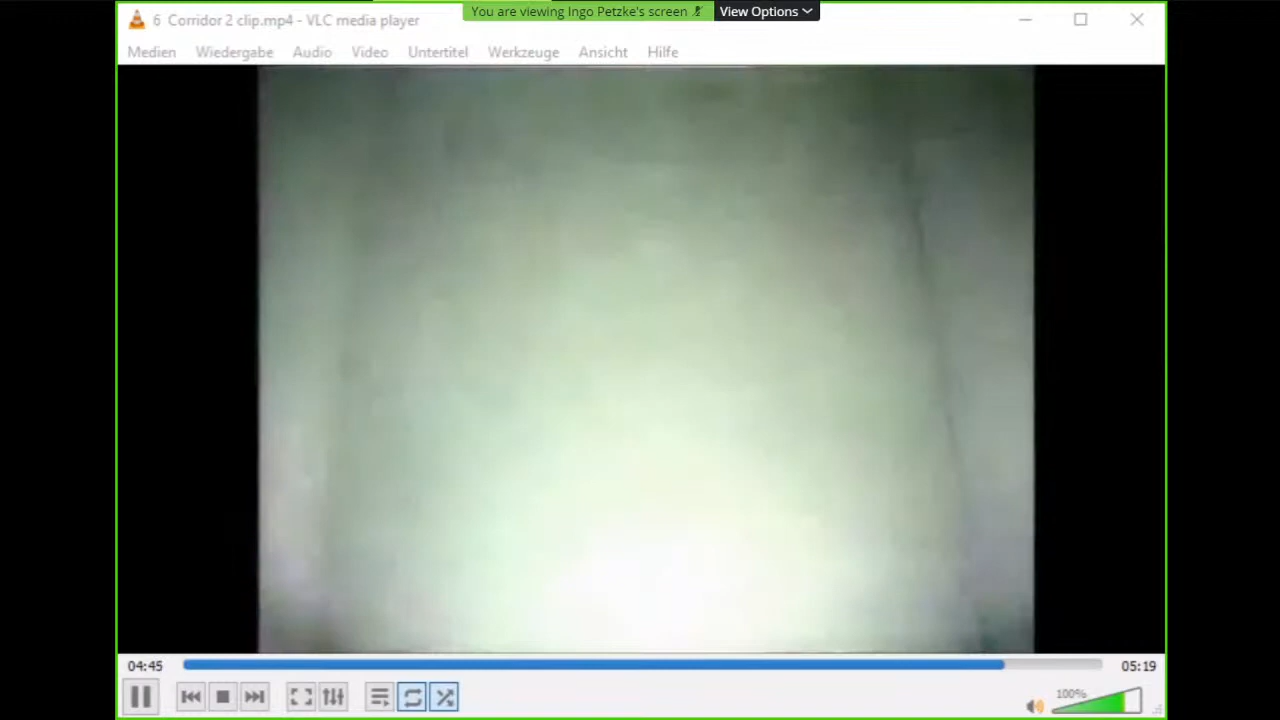 You are viewing Ingo Petzke's screen View Options
6 Corridor 2 clip.mp4 - VLC media player
Medien Wiedergabe Audio Video Untertitel Werkzeuge Ansicht Hilfe
04:45 05:19
100%